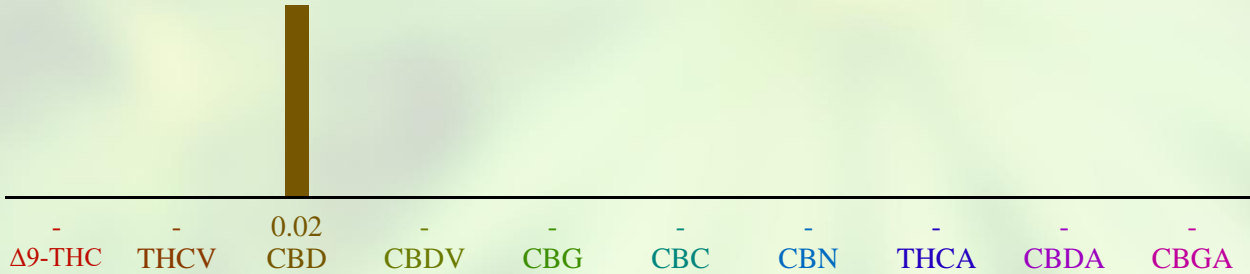 - - 0.02 - - - - - - -
Δ9-THC THCV CBD CBDV CBG CBC CBN THCA CBDA CBGA